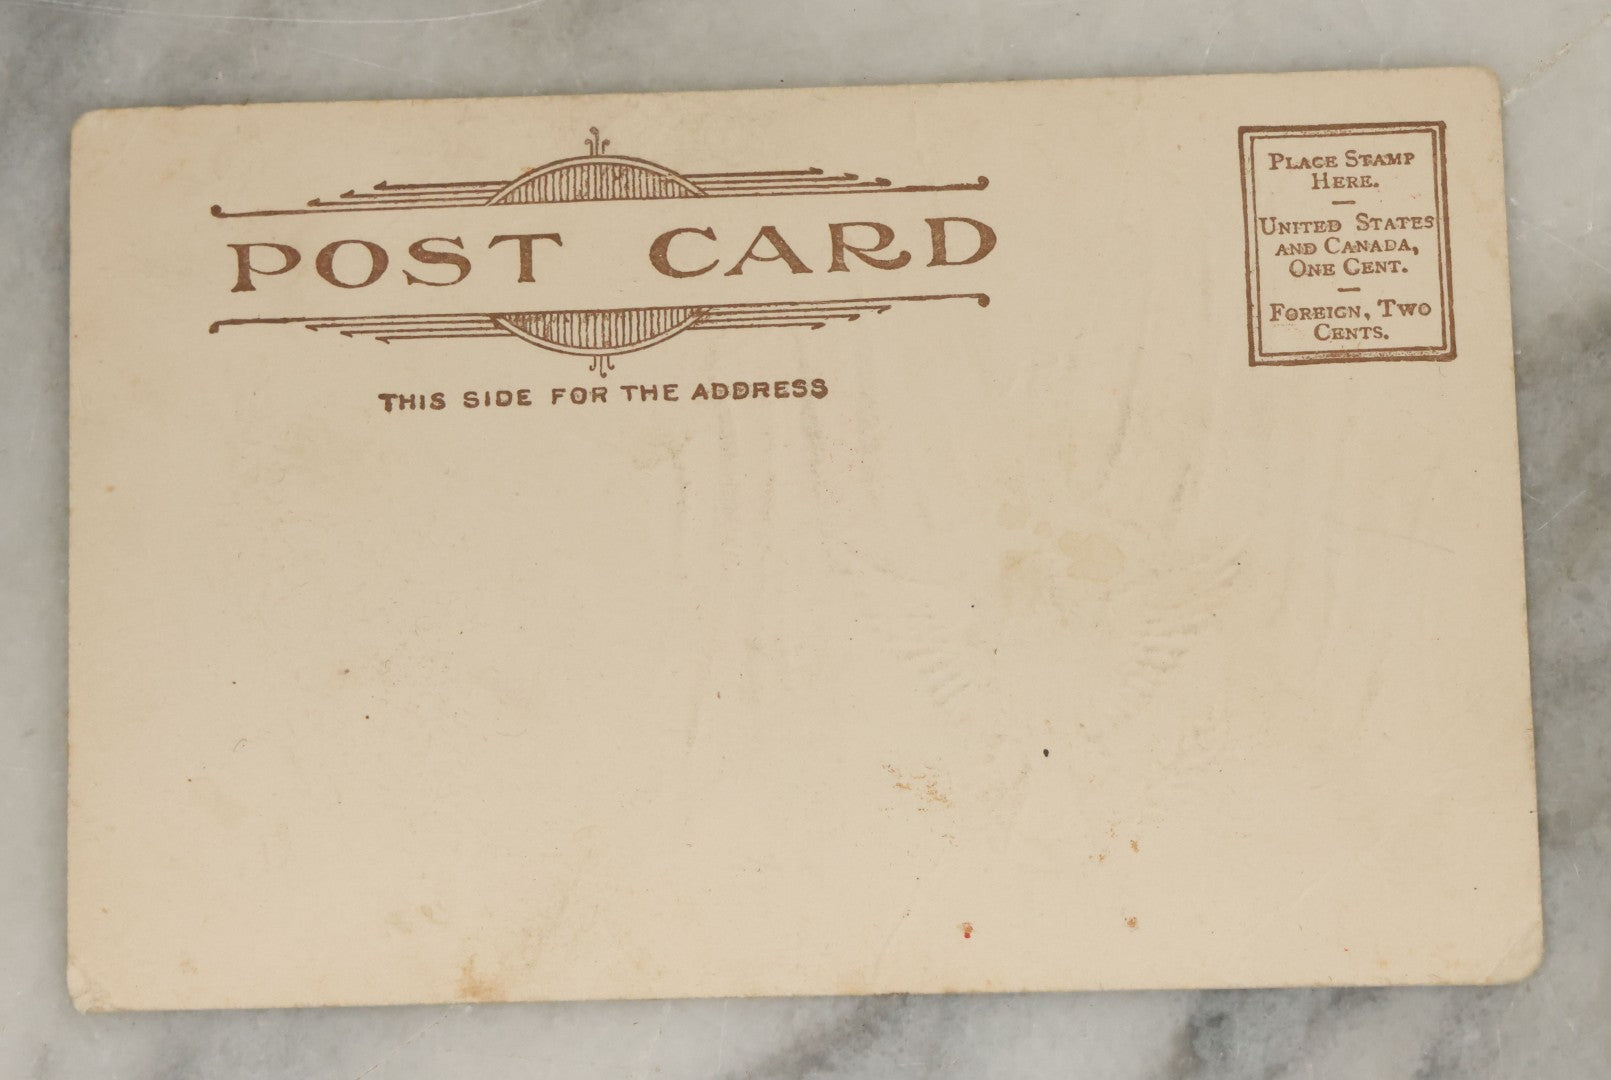 POST CARD
THIS SIDE FOR THE ADDRESS
PLACE STAMP
HERE.
UNITED STATES
AND CANADA,
ONE CENT.
FOREIGN, TWO
CENTS.